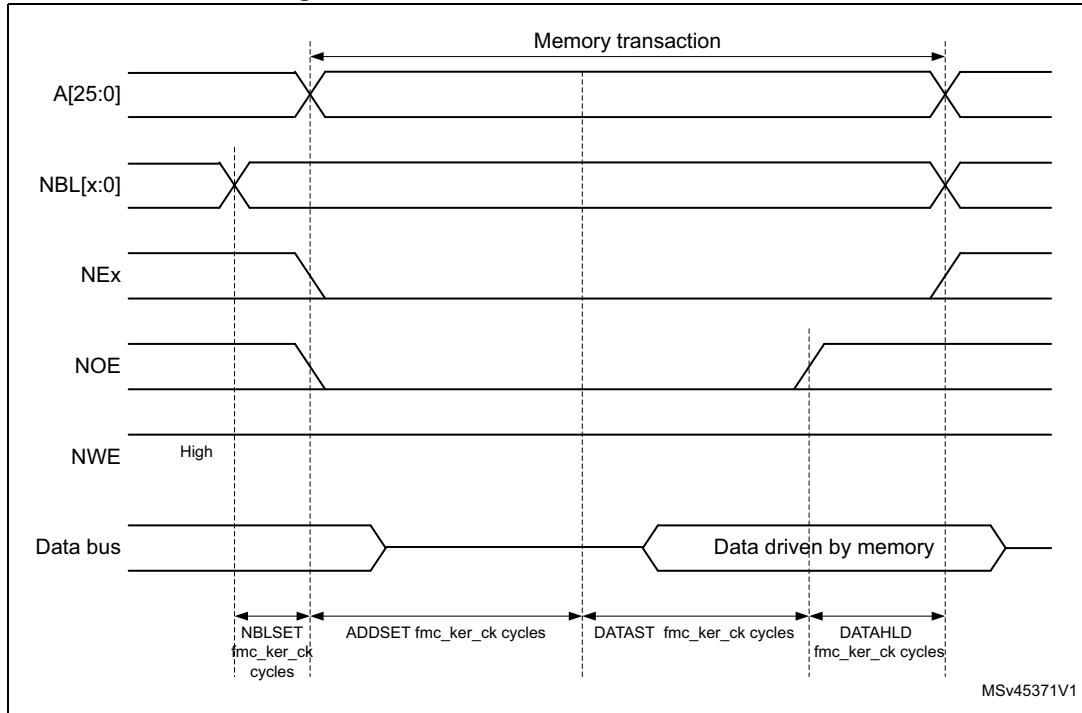 Memory transaction
A[25:0]
NBL[x:0]
NEx
NOE
NWE
High
Data bus
Data driven by memory
NBLSET
fmc_ker_ck
cycles
ADDSET fmc_ker_ck cycles
DATAST fmc_ker_ck cycles
DATAHLD
fmc_ker_ck cycles
MSv45371V1